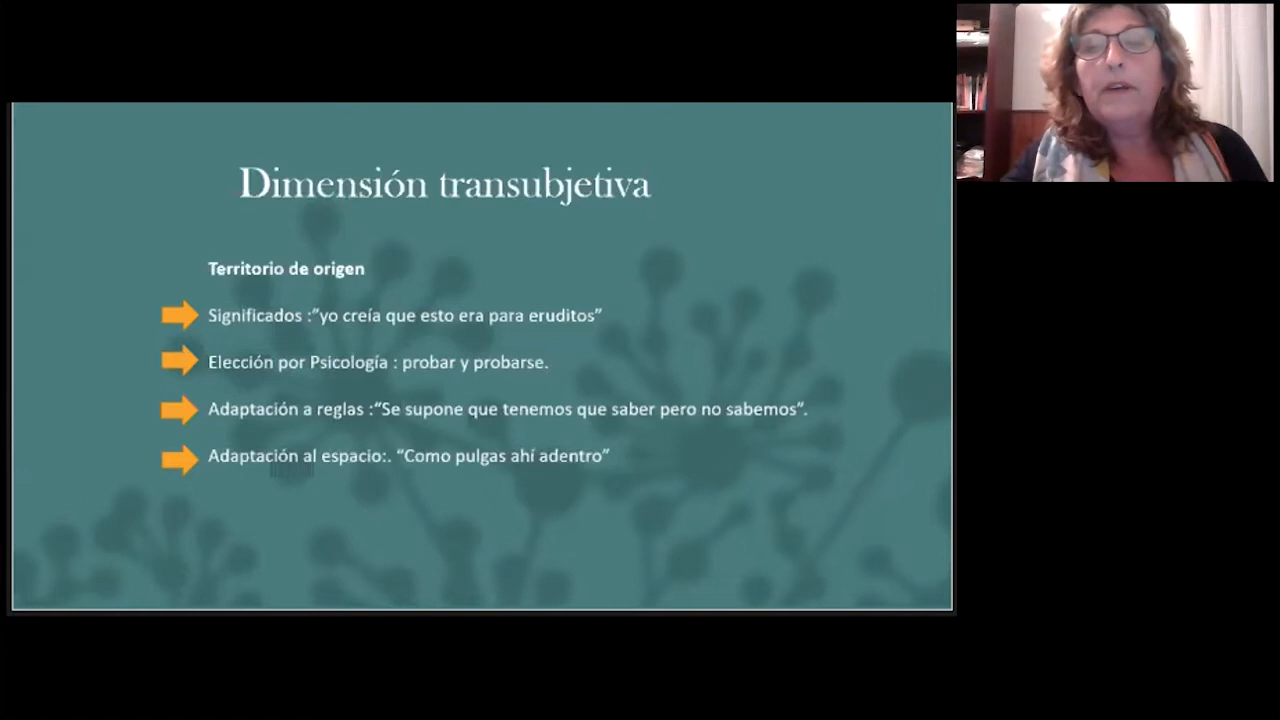 Dimensión transubjetiva
Territorio de origen
Significados :”yo creía que esto era para eruditos”
Elección por Psicología : probar y probarse.
Adaptación a reglas :“Se supone que tenemos que saber pero no sabemos”.
Adaptación al espacio:. “Como pulgas ahí adentro”